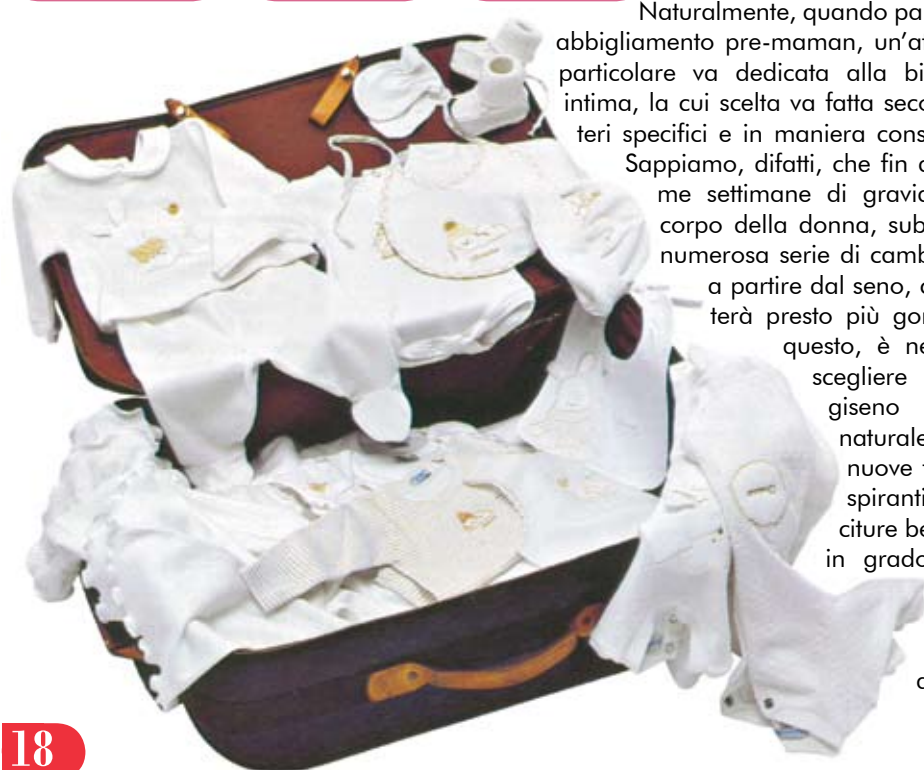 Naturalmente, quando pa
abbigliamento pre-maman, un'at
particolare va dedicata alla bi
intima, la cui scelta va fatta seco
teri specifici e in maniera cons
Sappiamo, difatti, che fin d
me settimane di gravid
corpo della donna, sub
numerosa serie di camb
a partire dal seno, c
terà presto più gon
questo, è ne
scegliere
giseno
naturale
nuove
spiranti
citure be
in grado
18